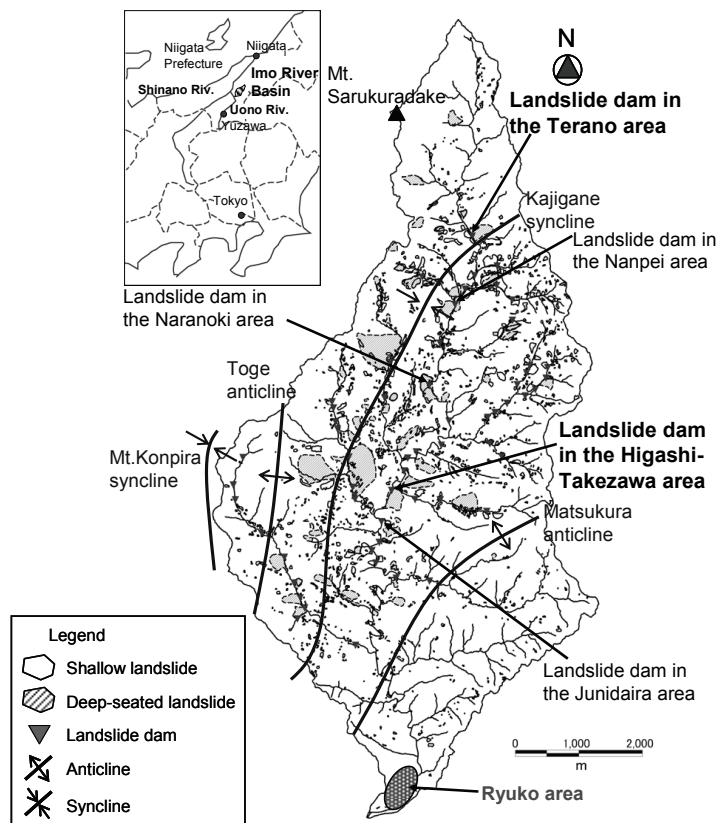 Niigata
Prefecture
Niigata
Imo River
Basin
Shinano Riv.
Uono Riv.
Yuzawa
Tokyo
Mt.
Sarukuradake
N
Landslide dam in
the Terano area
Kajigane
syncline
Landslide dam in
the Nanpei area
Landslide dam in
the Naranoki area
Toge
anticline
Mt.Konpira
syncline
Landslide dam
in the Higashi-
Takezawa area
Matsukura
anticline
Landslide dam in
the Junidaira area
Legend
Shallow landslide
Deep-seated landslide
Landslide dam
Anticline
Syncline
0 1,000 2,000
m
Ryuko area